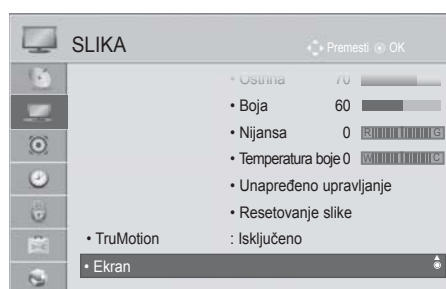 SLIKA
Premesti OK
• Oštrina 70
• Boja 60
• Nijansa 0 R G
• Temperatura boje 0 W C
• Unapređeno upravljanje
• Resetovanje slike
• TruMotion : Isključeno
• Ekran